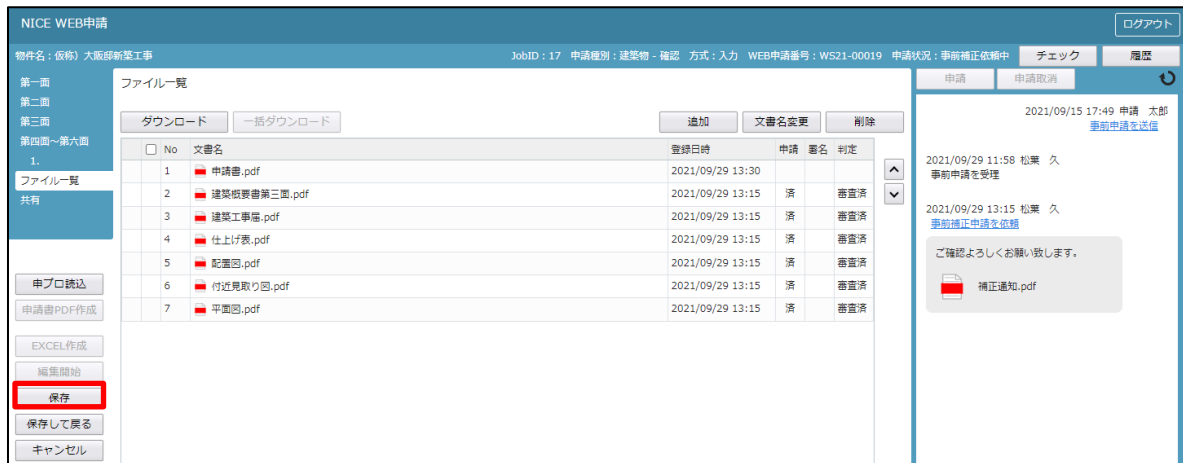 NICE WEB申請
ログアウト
物件名：仮称）大阪邸新築工事
JobID：17 申請種別：建築物 - 確認 方式：入力 WEB申請番号：WS21-00019 申請状況：事前補正依頼中
チェック
履歴
第一面
第二面
第三面
第四面～第六面
1.
ファイル一覧
共有
申プロ読込
申請書PDF作成
EXCEL作成
編集開始
保存
保存して戻る
キャンセル
ファイル一覧
ダウンロード 一括ダウンロード 追加 文書名変更 削除
No 文書名 登録日時 申請 署名 判定
1 申請書.pdf 2021/09/29 13:30
2 建築概要書第三面.pdf 2021/09/29 13:15 済 審査済
3 建築工事届.pdf 2021/09/29 13:15 済 審査済
4 仕上げ表.pdf 2021/09/29 13:15 済 審査済
5 配置図.pdf 2021/09/29 13:15 済 審査済
6 付近見取り図.pdf 2021/09/29 13:15 済 審査済
7 平面図.pdf 2021/09/29 13:15 済 審査済
申請 申請取消
2021/09/15 17:49 申請 太郎
事前申請を送信
2021/09/29 11:58 松葉 久
事前申請を受理
2021/09/29 13:15 松葉 久
事前補正申請を依頼
ご確認よろしくお願い致します。
補正通知.pdf